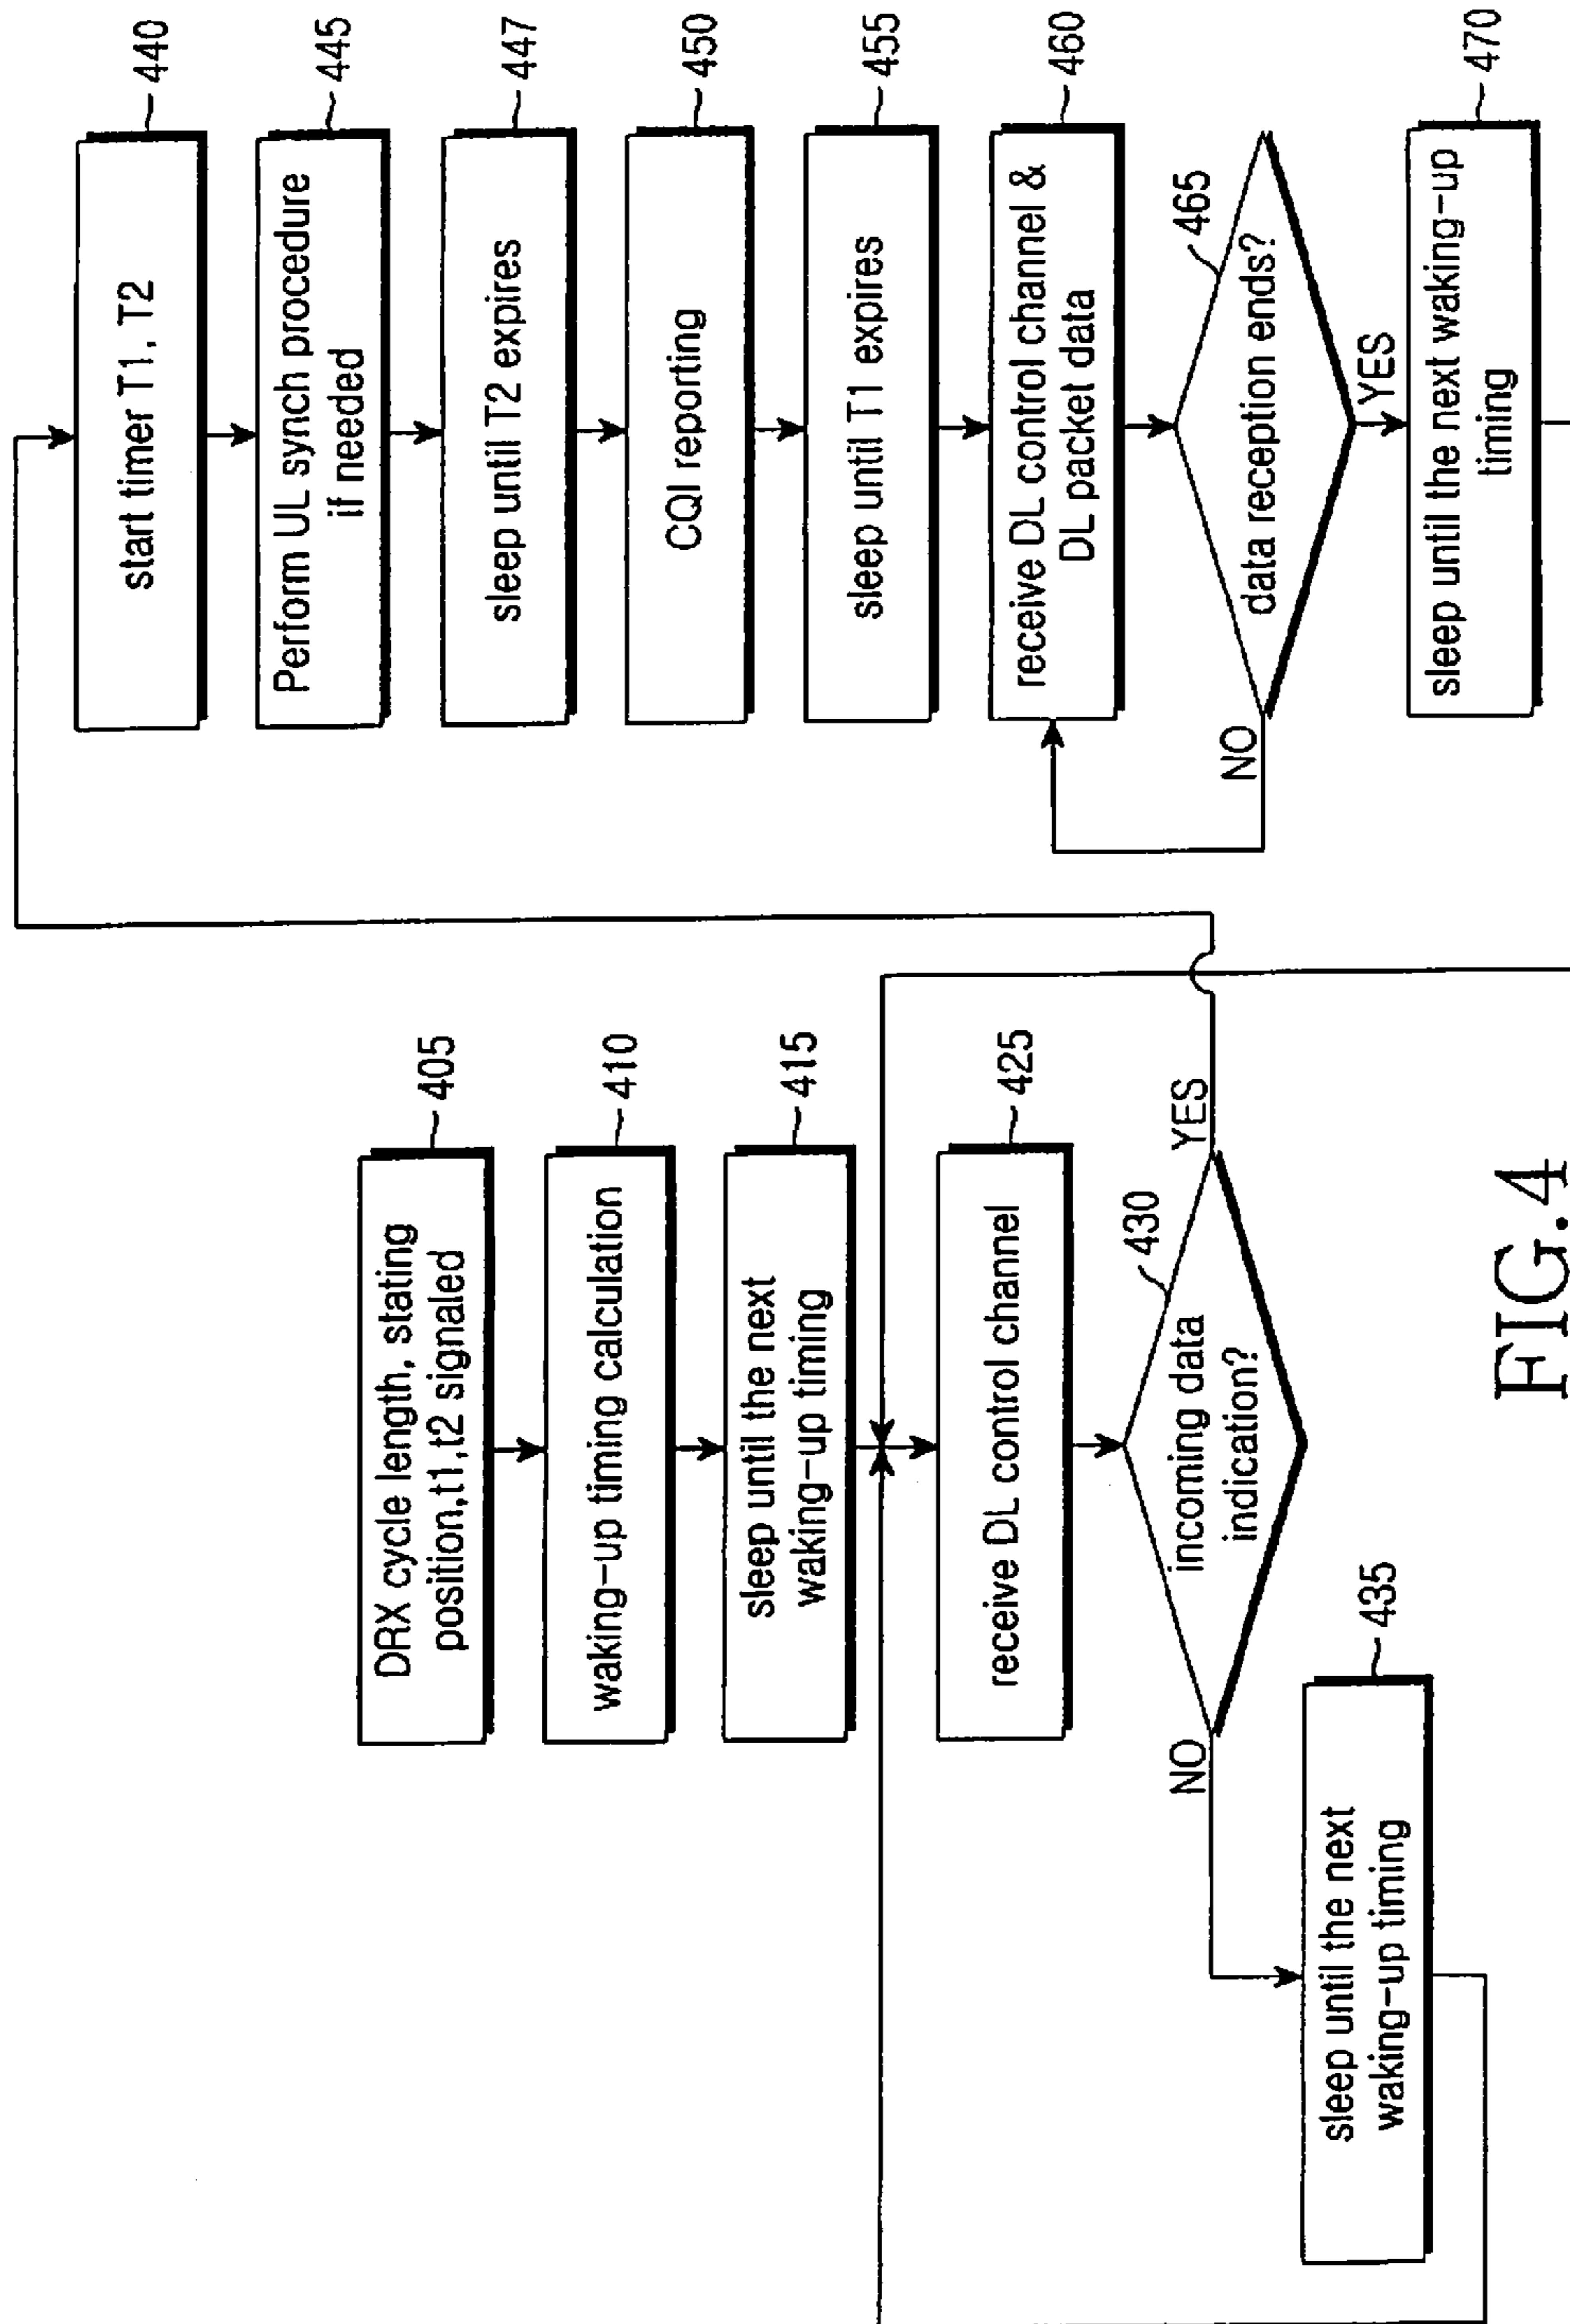 DRX cycle length, stating
position,t1,t2 signaled
405
waking-up timing calculation
410
sleep until the next
waking-up timing
415
receive DL control channel
425
incoming data
indication?
430
NO
YES
sleep until the next
waking-up timing
435
start timer T1, T2
440
Perform UL synch procedure
if needed
445
sleep until T2 expires
447
CQI reporting
450
sleep until T1 expires
455
receive DL control channel &
DL packet data
460
data reception ends?
465
NO
YES
sleep until the next waking-up
timing
470
FIG.4